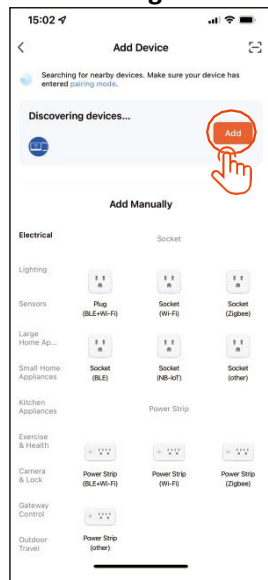 15:02
Add Device
Searching for nearby devices. Make sure your device has
entered pairing mode.
Discovering devices...
Add
Add Manually
Electrical
Socket
Lighting
Sensors
Plug
(BLE+Wi-Fi)
Socket
(Wi-Fi)
Socket
(Zigbee)
Large
Home Ap...
Small Home
Appliances
Socket
(BLE)
Socket
(NB-IoT)
Socket
(other)
Kitchen
Appliances
Power Strip
Exercise
& Health
Camera
& Lock
Power Strip
(BLE+Wi-Fi)
Power Strip
(Wi-Fi)
Power Strip
(Zigbee)
Gateway
Control
Outdoor
Travel
Power Strip
(other)